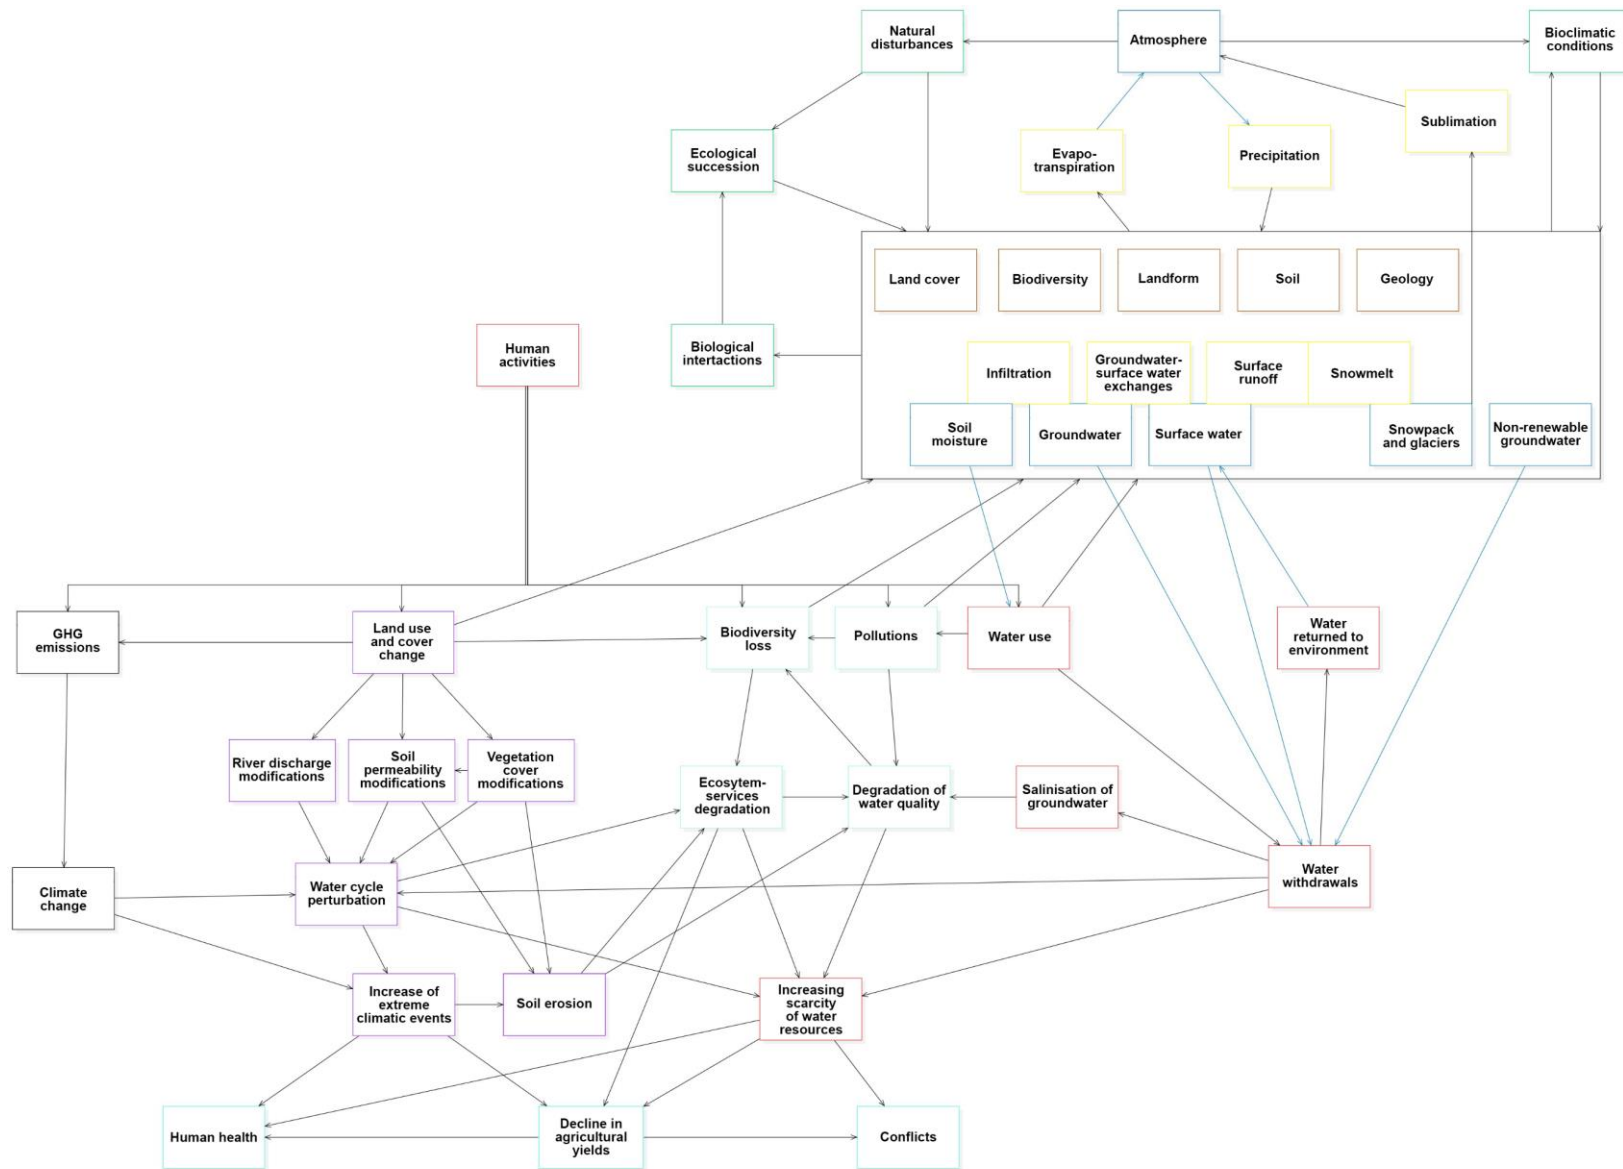 Natural
disturbances
Atmosphere
Bioclimatic
conditions
Sublimation
Ecological
succession
Evapo-
transpiration
Precipitation
Land cover
Biodiversity
Landform
Soil
Geology
Human
activities
Biological
intertactions
Infiltration
Groundwater-
surface water
exchanges
Surface
runoff
Snowmelt
Soil
moisture
Groundwater
Surface water
Snowpack
and glaciers
Non-renewable
groundwater
GHG
emissions
Land use
and cover
change
Biodiversity
loss
Pollutions
Water use
Water
returned to
environment
River discharge
modifications
Soil
permeability
modifications
Vegetation
cover
modifications
Ecosytem-
services
degradation
Degradation of
water quality
Salinisation of
groundwater
Climate
change
Water cycle
perturbation
Water
withdrawals
Increase of
extreme
climatic events
Soil erosion
Increasing
scarcity
of water
resources
Human health
Decline in
agricultural
yields
Conflicts